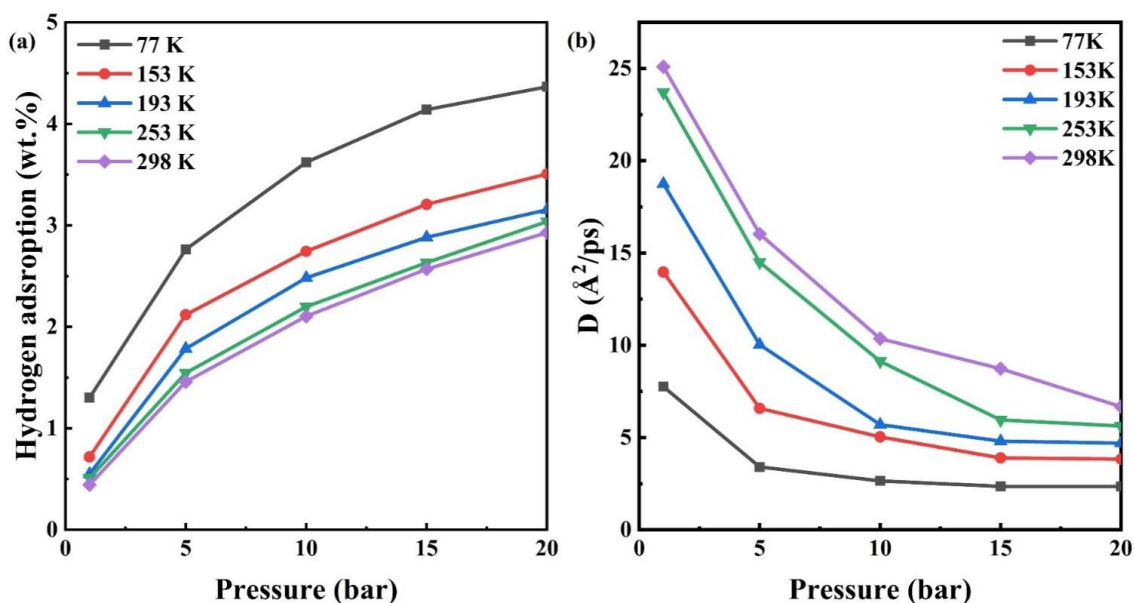 (a)
77 K
153 K
193 K
253 K
298 K
Hydrogen adsroption (wt.%)
5
4
3
2
1
0
0 5 10 15 20
Pressure (bar)
(b)
77K
153K
193K
253K
298K
D (Å²/ps)
25
20
15
10
5
0
0 5 10 15 20
Pressure (bar)